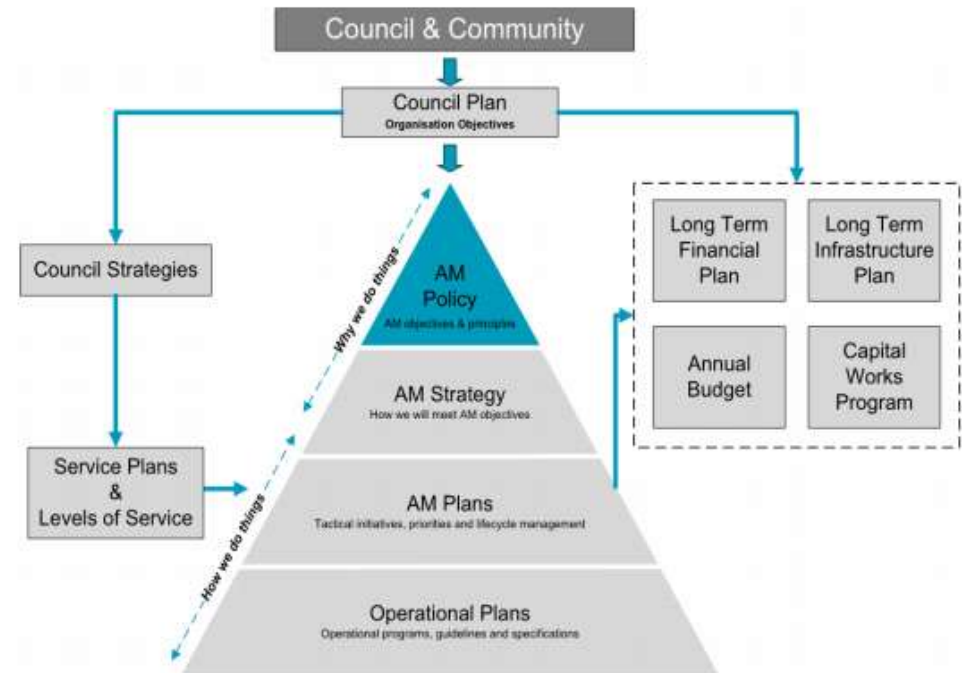 Council & Community
Council Plan
Organisation Objectives
Council Strategies
Service Plans
&
Levels of Service
Why we do things
How we do things
AM
Policy
AM objectives & principles
AM Strategy
How we will meet AM objectives
AM Plans
Tactical initiatives, priorities and lifecycle management
Operational Plans
Operational programs, guidelines and specifications
Long Term
Financial
Plan
Long Term
Infrastructure
Plan
Annual
Budget
Capital
Works
Program